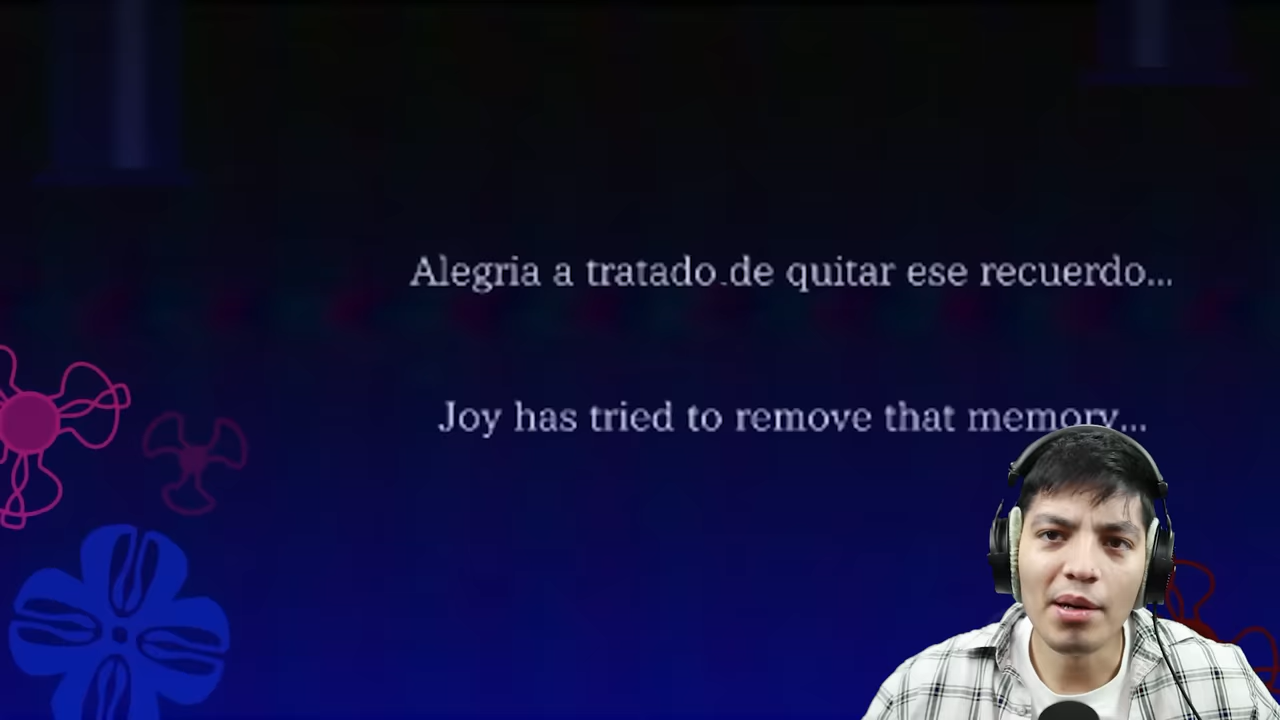 Alegria a tratado de quitar ese recuerdo...
Joy has tried to remove that memory...